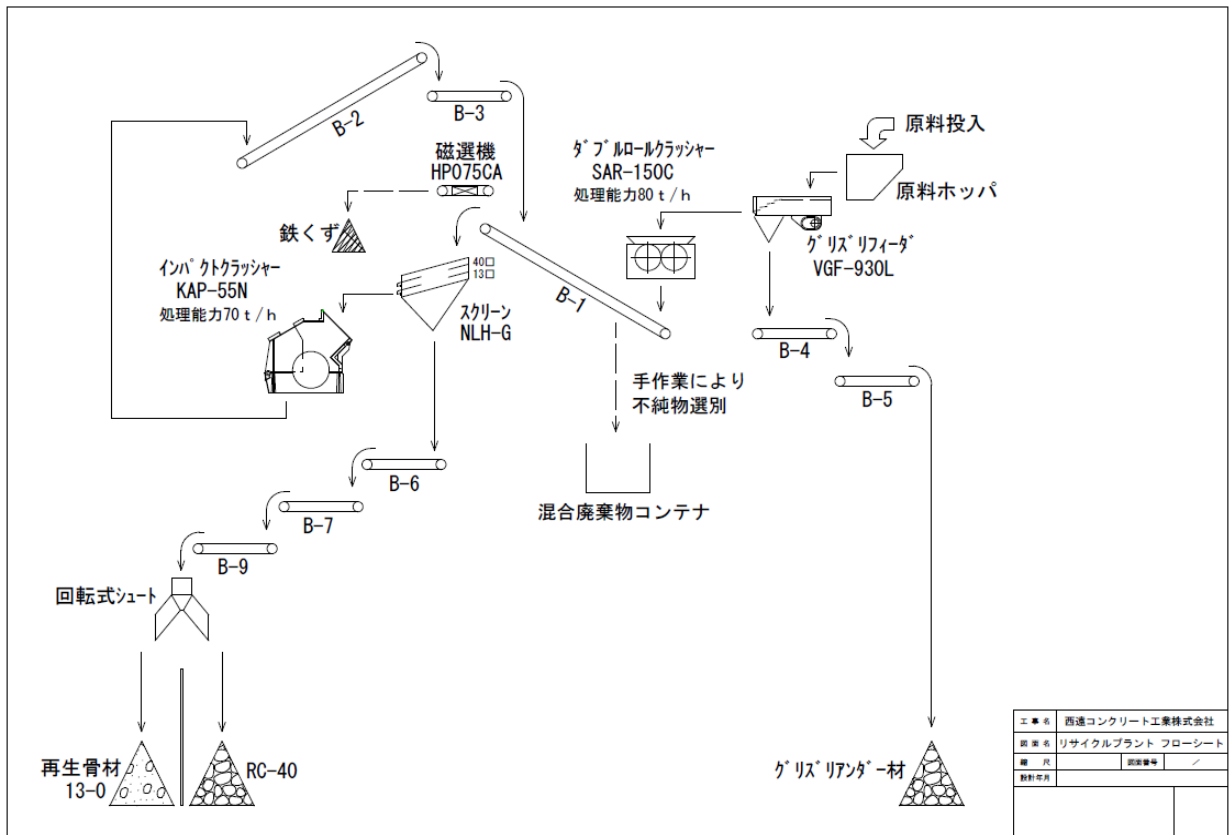 B-2
B-3
磁選機
HP075CA
鉄くず
ﾀﾞﾌﾞﾙﾛｰﾙｸﾗｯｼｬｰ
SAR-150C
処理能力80ｔ/ｈ
原料投入
原料ホッパ
ｸﾞﾘｽﾞﾘﾌｨｰﾀﾞ
VGF-930L
ｲﾝﾊﾟｸﾄｸﾗｯｼｬｰ
KAP-55N
処理能力70ｔ/ｈ
40□
13□
ｽｸﾘｰﾝ
NLH-G
B-1
B-4
B-5
手作業により
不純物選別
混合廃棄物コンテナ
B-6
B-7
B-9
回転式ｼｭｰﾄ
再生骨材
13-0
RC-40
ｸﾞﾘｽﾞﾘｱﾝﾀﾞｰ材
工事名 西遠コンクリート工業株式会社
図面名 リサイクルプラント フローシート
縮尺 図面番号 ／
設計年月